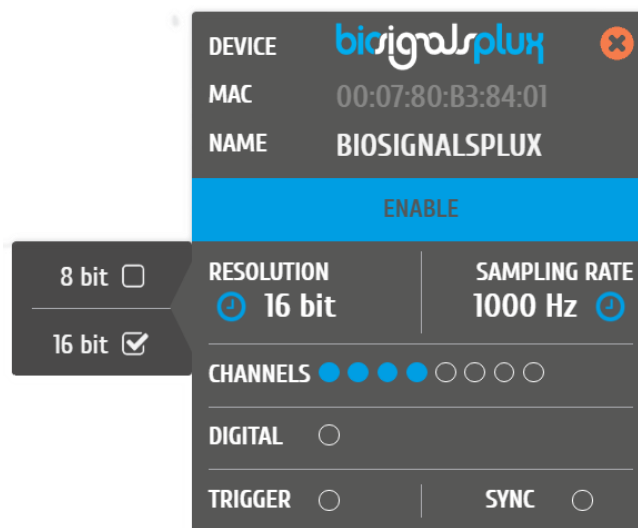 DEVICE biosignalsplux
MAC 00:07:80:B3:84:01
NAME BIOSIGNALSPLUX
ENABLE
8 bit
16 bit
RESOLUTION SAMPLING RATE
16 bit 1000 Hz
CHANNELS
DIGITAL
TRIGGER SYNC